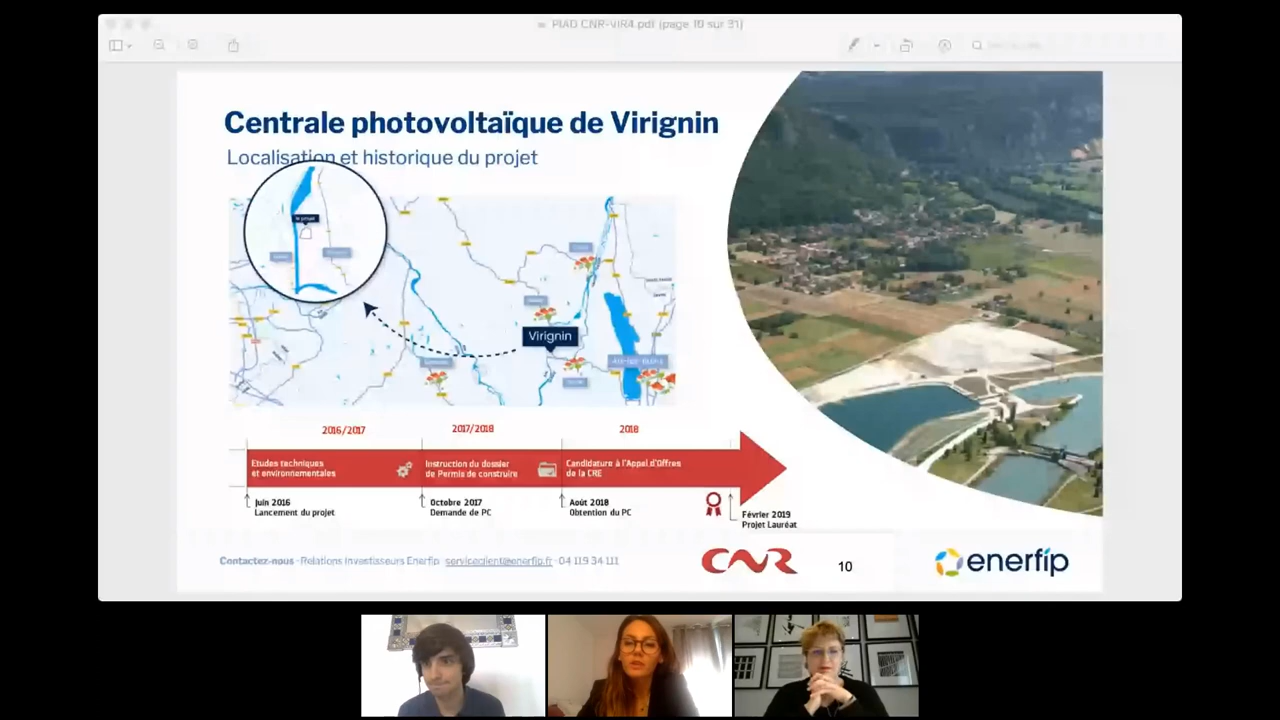 PIAD CNR-VIR4.pdf (page 10 sur 31)
Centrale photovoltaïque de Virignin
Localisation et historique du projet
Virignin
2016/2017
2017/2018
2018
Etudes techniques
et environnementales
Instruction du dossier
de Permis de construire
Candidature à l'Appel d'Offres
de la CRE
Juin 2016
Lancement du projet
Octobre 2017
Demande de PC
Août 2018
Obtention du PC
Février 2019
Projet Lauréat
Contactez-nous - Relations Investisseurs Enerfip serviceclient@enerfip.fr - 04 119 34 111
CNR
10
enerfip